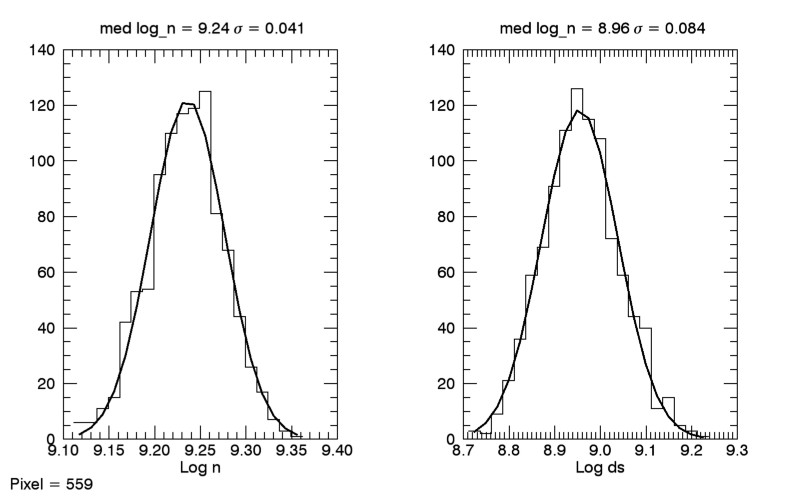 med log_n = 9.24 σ = 0.041
140
120
100
80
60
40
20
0
9.10 9.15 9.20 9.25 9.30 9.35 9.40
Log n
med log_n = 8.96 σ = 0.084
140
120
100
80
60
40
20
0
8.7 8.8 8.9 9.0 9.1 9.2 9.3
Log ds
Pixel = 559